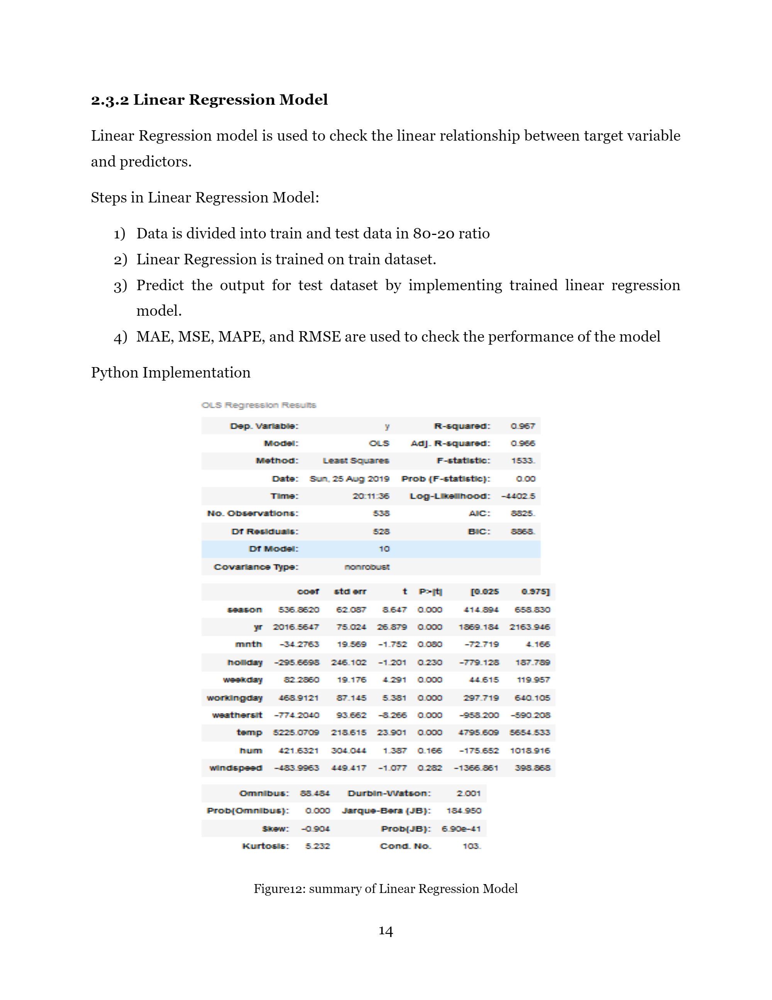 2.3.2 Linear Regression Model
Linear Regression model is used to check the linear relationship between target variable
and predictors.
Steps in Linear Regression Model:
1) Data is divided into train and test data in 80-20 ratio
2) Linear Regression is trained on train dataset.
3) Predict the output for test dataset by implementing trained linear regression
model.
4) MAE, MSE, MAPE, and RMSE are used to check the performance of the model
Python Implementation
OLS Regression Results
Dep. Variable: y R-squared: 0.967
Model: OLS Adj. R-squared: 0.966
Method: Least Squares F-statistic: 1533.
Date: Sun, 25 Aug 2019 Prob (F-statistic): 0.00
Time: 20:11:36 Log-Likelihood: -4402.5
No. Observations: 538 AIC: 8825.
Df Residuals: 528 BIC: 8868.
Df Model: 10
Covariance Type: nonrobust
coef std err t P>|t| [0.025 0.975]
season 536.8620 62.087 8.647 0.000 414.894 658.830
yr 2016.5647 75.024 26.879 0.000 1869.184 2163.946
mnth -34.2763 19.569 -1.752 0.080 -72.719 4.166
holiday -295.6698 246.102 -1.201 0.230 -779.128 187.789
weekday 82.2860 19.176 4.291 0.000 44.615 119.957
workingday 468.9121 87.145 5.381 0.000 297.719 640.105
weathersit -774.2040 93.662 -8.266 0.000 -958.200 -590.208
temp 5225.0709 218.615 23.901 0.000 4795.609 5654.533
hum 421.6321 304.044 1.387 0.166 -175.652 1018.916
windspeed -483.9963 449.417 -1.077 0.282 -1366.861 398.868
Omnibus: 88.484 Durbin-Watson: 2.001
Prob(Omnibus): 0.000 Jarque-Bera (JB): 184.950
Skew: -0.904 Prob(JB): 6.90e-41
Kurtosis: 5.232 Cond. No. 103.
Figure12: summary of Linear Regression Model
14